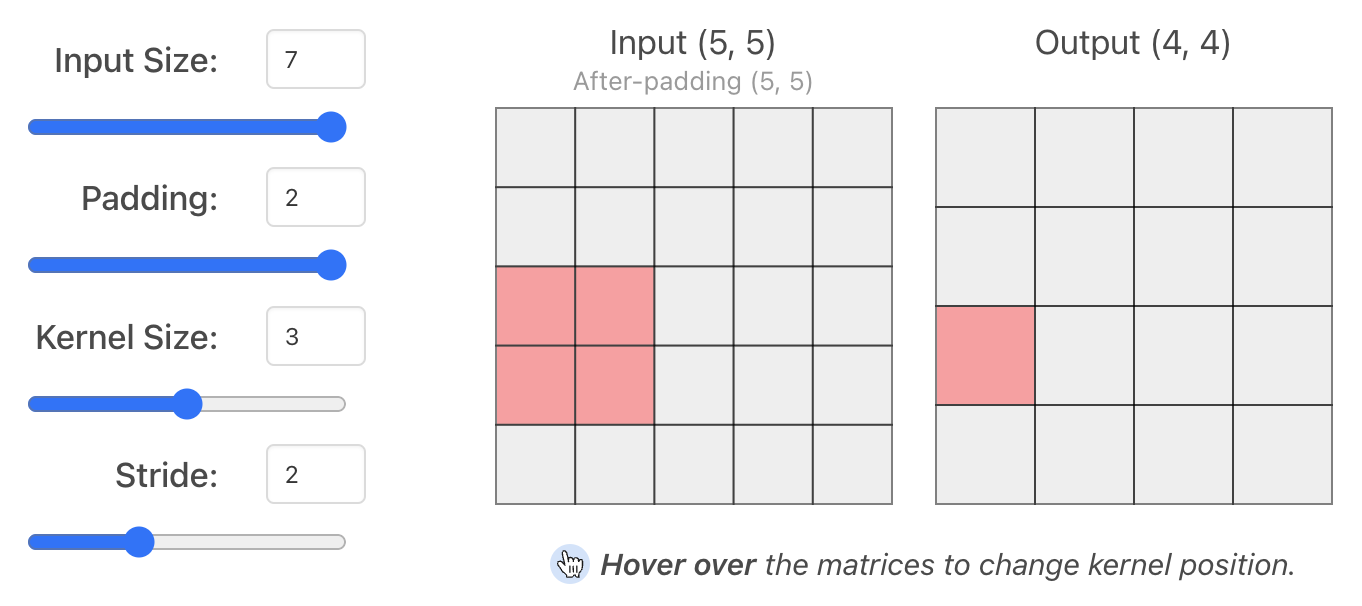 Input Size: 7
Padding: 2
Kernel Size: 3
Stride: 2
Input (5, 5)
After-padding (5, 5)
Output (4, 4)
Hover over the matrices to change kernel position.